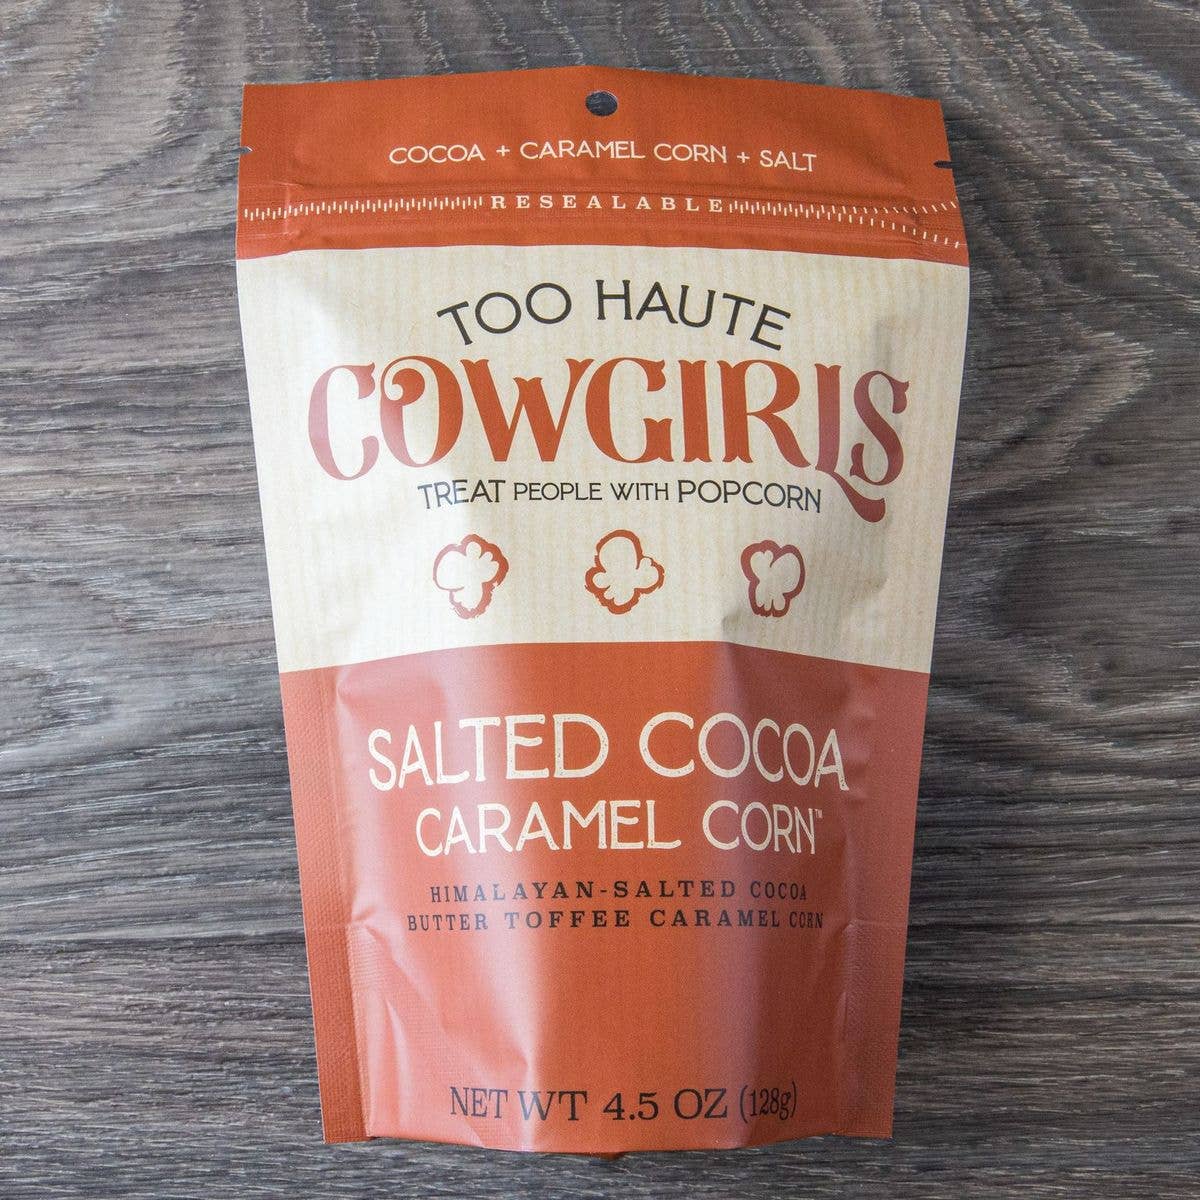 COCOA + CARAMEL CORN + SALT
RESEALABLE
TOO HAUTE
COWGIRLS
TREAT PEOPLE WITH POPCORN
SALTED COCOA
CARAMEL CORN™
HIMALAYAN-SALTED COCOA
BUTTER TOFFEE CARAMEL CORN
NET WT 4.5 OZ (128g)